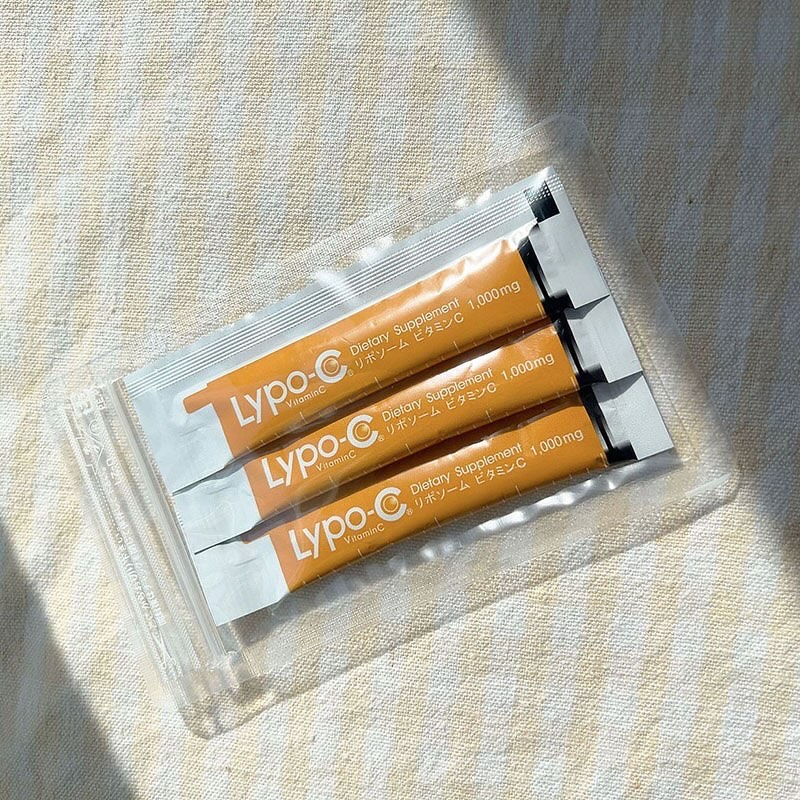 Lypo-C
VitaminC
®
Dietary Supplement
リポソーム ビタミンC 1,000mg
Lypo-C
VitaminC
®
Dietary Supplement
リポソーム ビタミンC 1,000mg
Lypo-C
VitaminC
®
Dietary Supplement
リポソーム ビタミンC 1,000mg